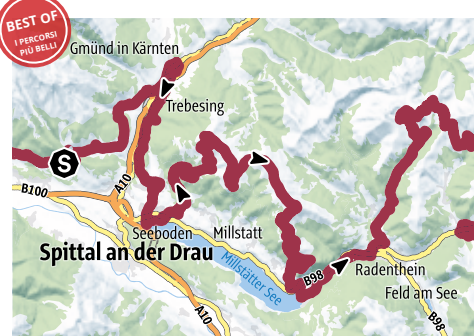 BEST OF
I PERCORSI
PIÙ BELLI
Gmünd in Kärnten
Trebesing
S
A10
B100
Seeboden
Millstatt
Spittal an der Drau
Millstätter See
B98
Radenthein
Feld am See
A10
B98